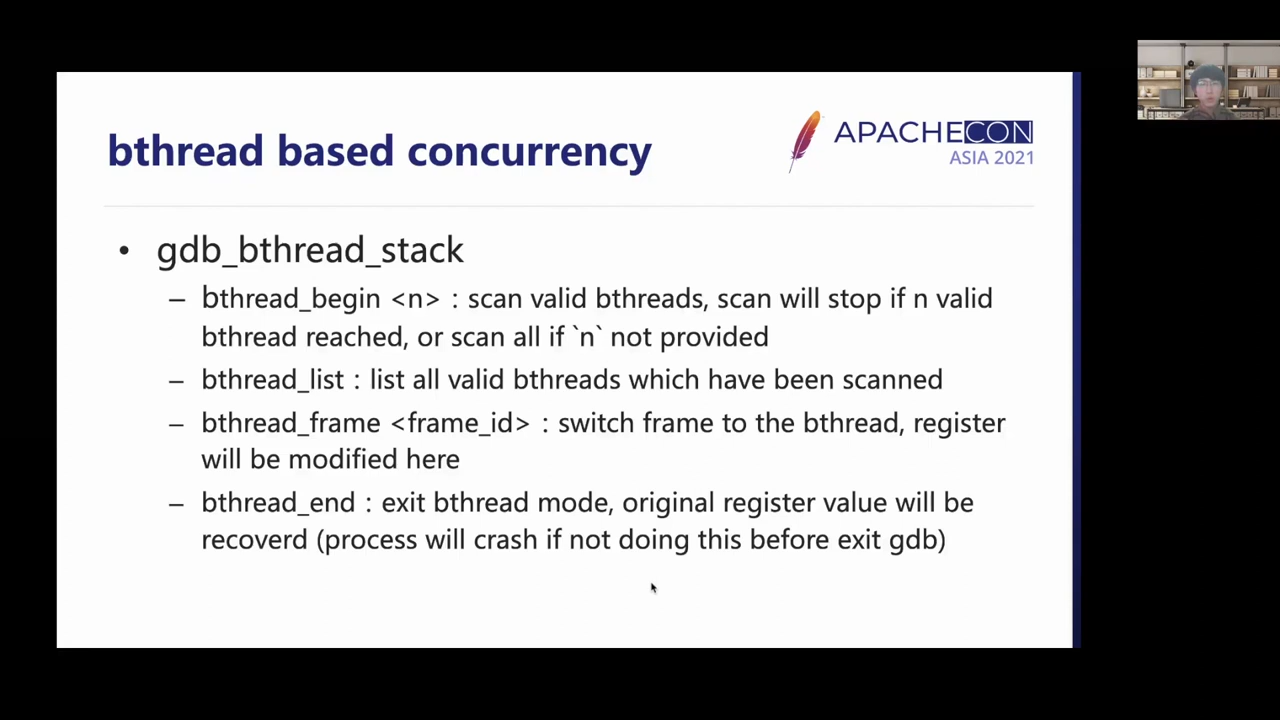 bthread based concurrency
APACHECON
ASIA 2021
• gdb_bthread_stack
– bthread_begin <n> : scan valid bthreads, scan will stop if n valid
bthread reached, or scan all if `n` not provided
– bthread_list : list all valid bthreads which have been scanned
– bthread_frame <frame_id> : switch frame to the bthread, register
will be modified here
– bthread_end : exit bthread mode, original register value will be
recoverd (process will crash if not doing this before exit gdb)